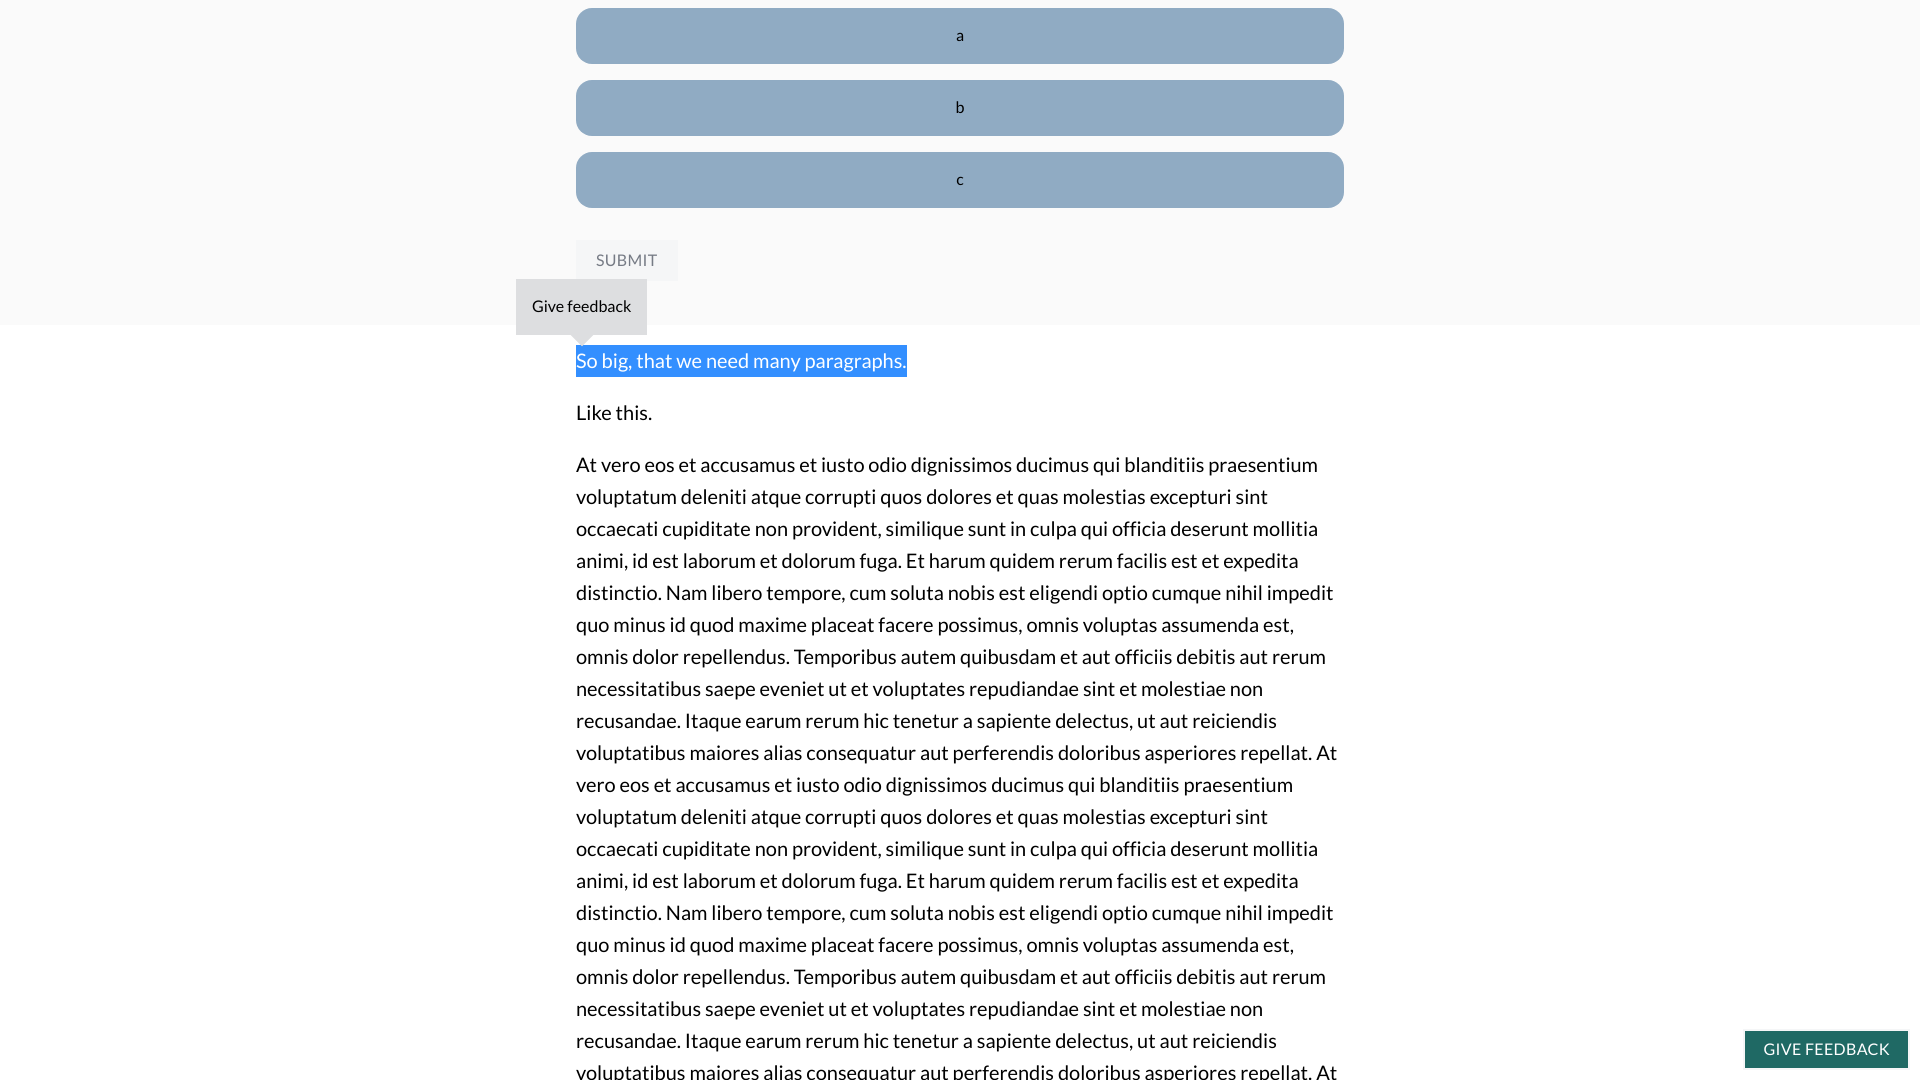 a
b
c
SUBMIT
Give feedback
So big, that we need many paragraphs.
Like this.
At vero eos et accusamus et iusto odio dignissimos ducimus qui blanditiis praesentium
voluptatum deleniti atque corrupti quos dolores et quas molestias excepturi sint
occaecati cupiditate non provident, similique sunt in culpa qui officia deserunt mollitia
animi, id est laborum et dolorum fuga. Et harum quidem rerum facilis est et expedita
distinctio. Nam libero tempore, cum soluta nobis est eligendi optio cumque nihil impedit
quo minus id quod maxime placeat facere possimus, omnis voluptas assumenda est,
omnis dolor repellendus. Temporibus autem quibusdam et aut officiis debitis aut rerum
necessitatibus saepe eveniet ut et voluptates repudiandae sint et molestiae non
recusandae. Itaque earum rerum hic tenetur a sapiente delectus, ut aut reiciendis
voluptatibus maiores alias consequatur aut perferendis doloribus asperiores repellat. At
vero eos et accusamus et iusto odio dignissimos ducimus qui blanditiis praesentium
voluptatum deleniti atque corrupti quos dolores et quas molestias excepturi sint
occaecati cupiditate non provident, similique sunt in culpa qui officia deserunt mollitia
animi, id est laborum et dolorum fuga. Et harum quidem rerum facilis est et expedita
distinctio. Nam libero tempore, cum soluta nobis est eligendi optio cumque nihil impedit
quo minus id quod maxime placeat facere possimus, omnis voluptas assumenda est,
omnis dolor repellendus. Temporibus autem quibusdam et aut officiis debitis aut rerum
necessitatibus saepe eveniet ut et voluptates repudiandae sint et molestiae non
recusandae. Itaque earum rerum hic tenetur a sapiente delectus, ut aut reiciendis
voluptatibus maiores alias consequatur aut perferendis doloribus asperiores repellat. At
GIVE FEEDBACK